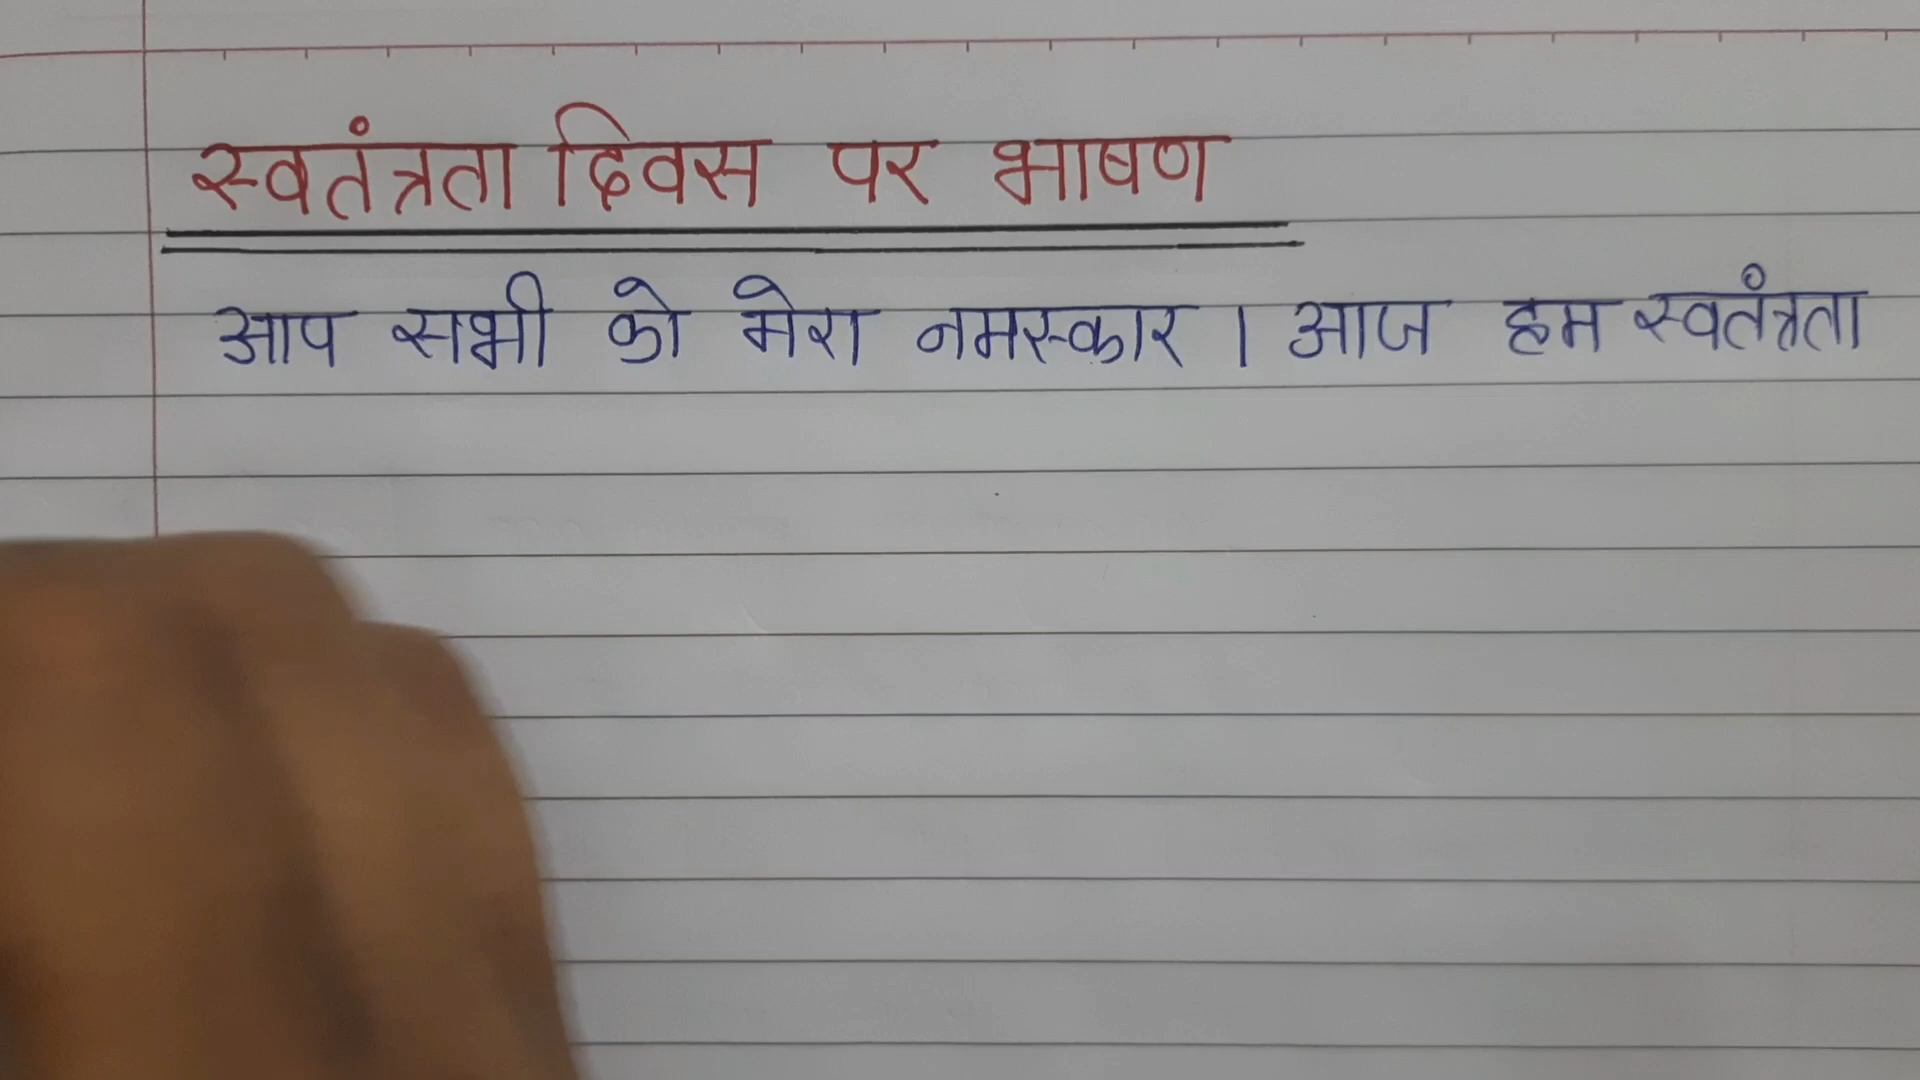 स्वतंत्रता दिवस पर भाषण
आप सभी को मेरा नमस्कार । आज हम स्वतंत्रता